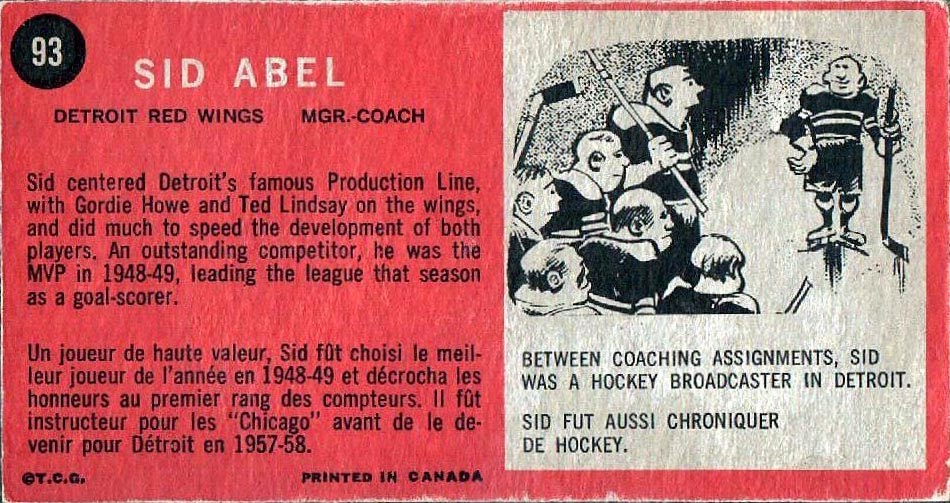 93
SID ABEL
DETROIT RED WINGS MGR.-COACH
Sid centered Detroit's famous Production Line,
with Gordie Howe and Ted Lindsay on the wings,
and did much to speed the development of both
players. An outstanding competitor, he was the
MVP in 1948-49, leading the league that season
as a goal-scorer.
Un joueur de haute valeur, Sid fût choisi le meil-
leur joueur de l'année en 1948-49 et décrocha les
honneurs au premier rang des compteurs. Il fût
instructeur pour les "Chicago" avant de le de-
venir pour Détroit en 1957-58.
©T.C.G. PRINTED IN CANADA
BETWEEN COACHING ASSIGNMENTS, SID
WAS A HOCKEY BROADCASTER IN DETROIT.
SID FUT AUSSI CHRONIQUER
DE HOCKEY.